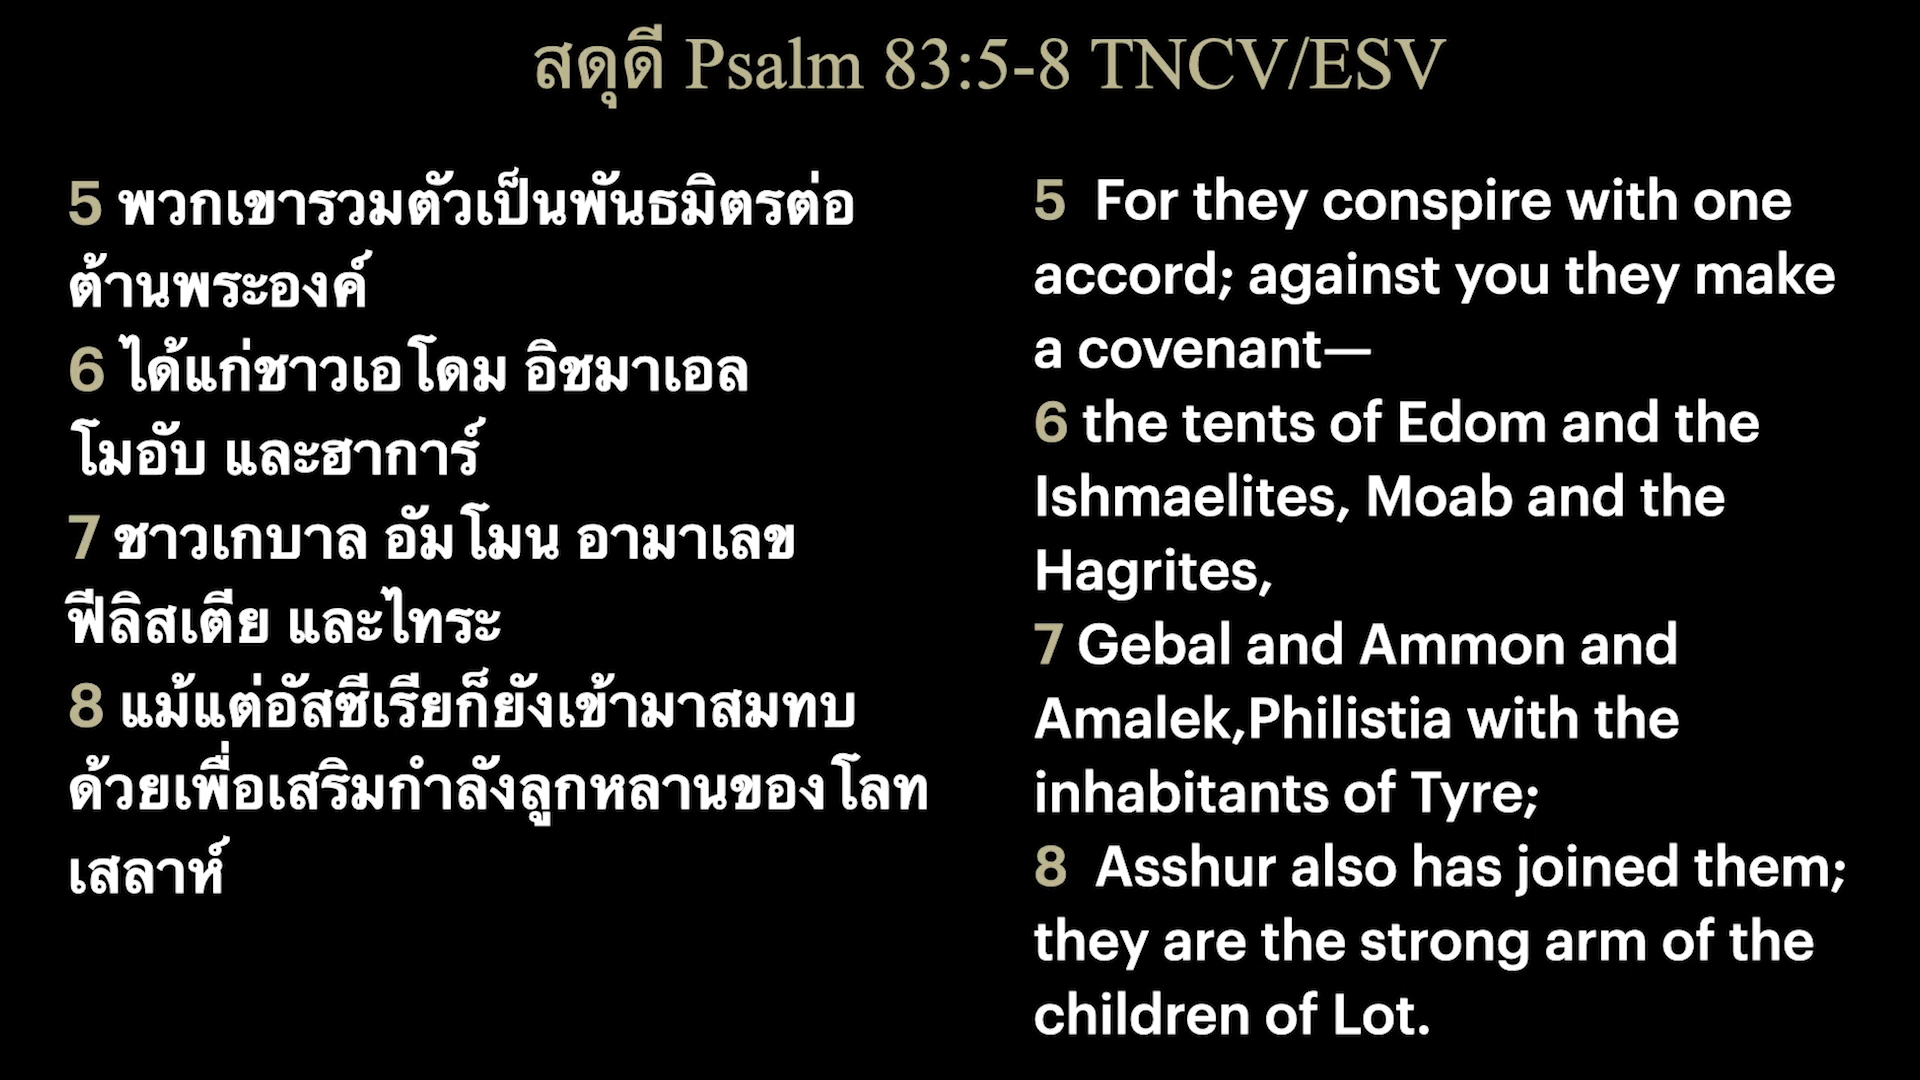 สดุดี Psalm 83:5-8 TNCV/ESV
5 พวกเขารวมตัวเป็นพันธมิตรต่อ
ต้านพระองค์
6 ได้แก่ชาวเอโดม อิชมาเอล
โมอับ และฮาการ์
7 ชาวเกบาล อัมโมน อามาเลข
ฟีลิสเตีย และไทระ
8 แม้แต่อัสซีเรียก็ยังเข้ามาสมทบ
ด้วยเพื่อเสริมกำลังลูกหลานของโลท
เสลาห์
5 For they conspire with one
accord; against you they make
a covenant—
6 the tents of Edom and the
Ishmaelites, Moab and the
Hagrites,
7 Gebal and Ammon and
Amalek,Philistia with the
inhabitants of Tyre;
8 Asshur also has joined them;
they are the strong arm of the
children of Lot.